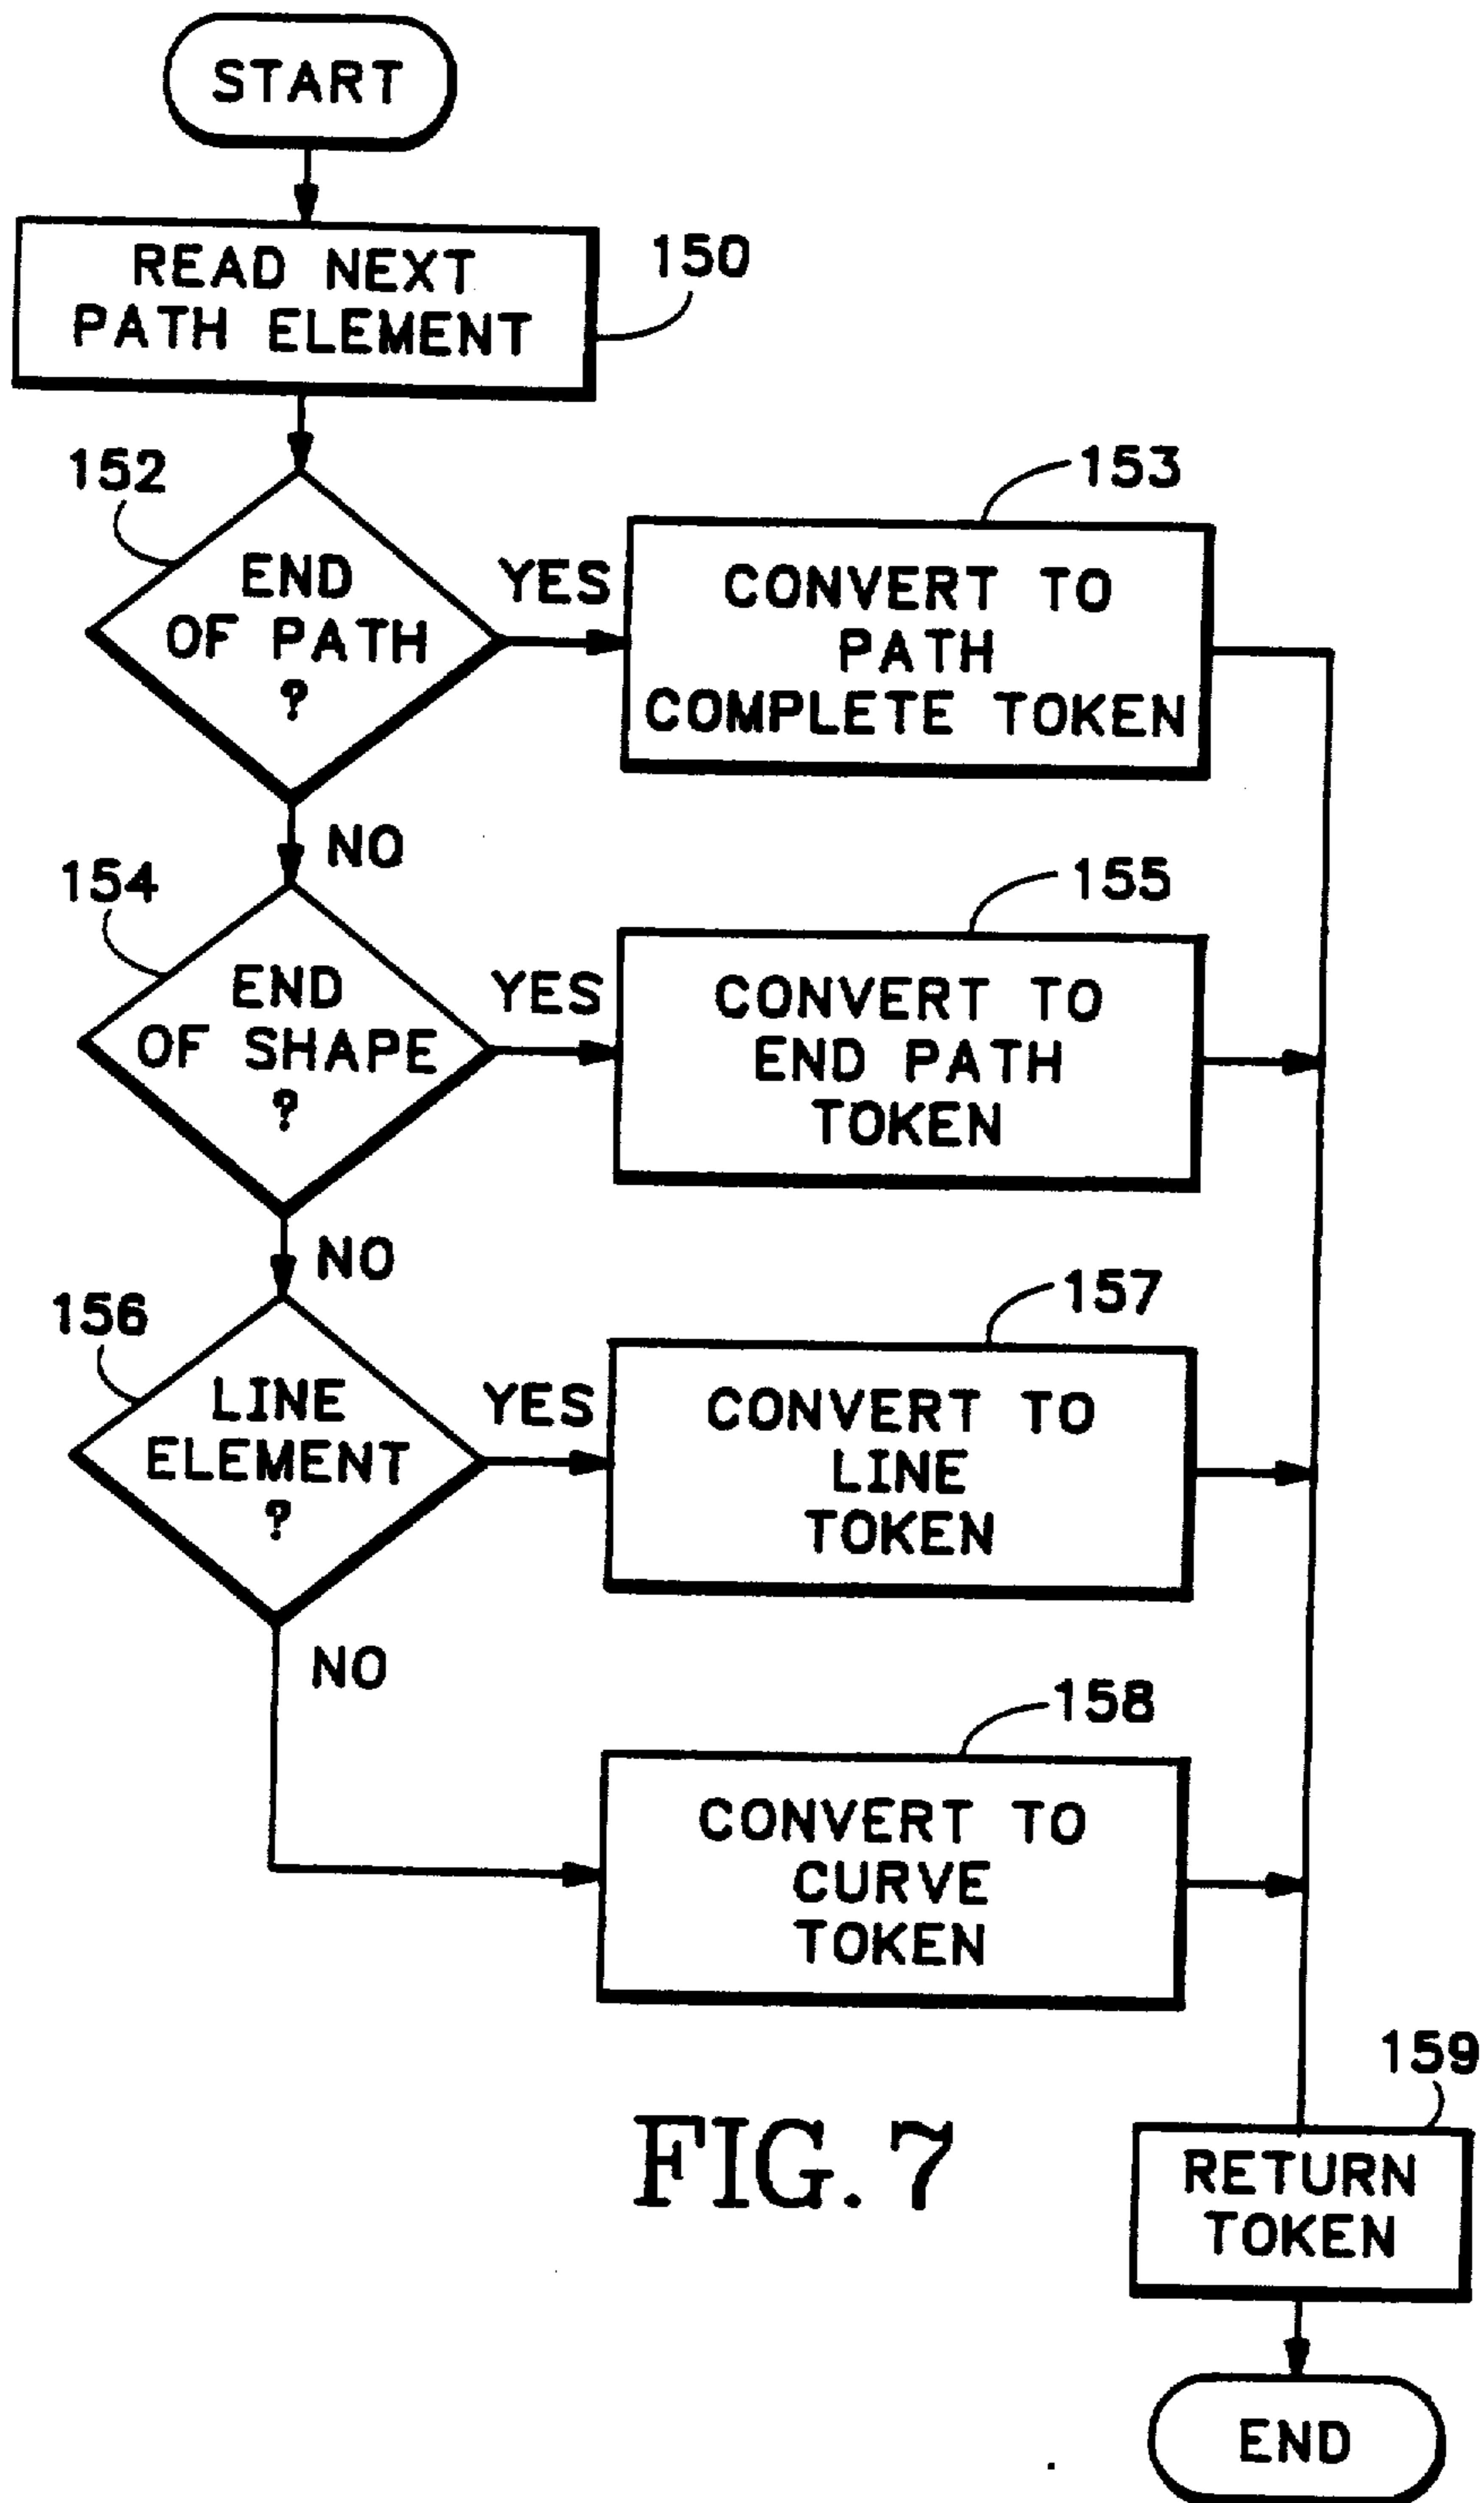 START
READ NEXT
PATH ELEMENT
150
152
END
OF PATH
?
YES
NO
153
CONVERT TO
PATH
COMPLETE TOKEN
154
END
OF SHAPE
?
YES
NO
155
CONVERT TO
END PATH
TOKEN
156
LINE
ELEMENT
?
YES
NO
157
CONVERT TO
LINE
TOKEN
158
CONVERT TO
CURVE
TOKEN
159
RETURN
TOKEN
END
FIG. 7